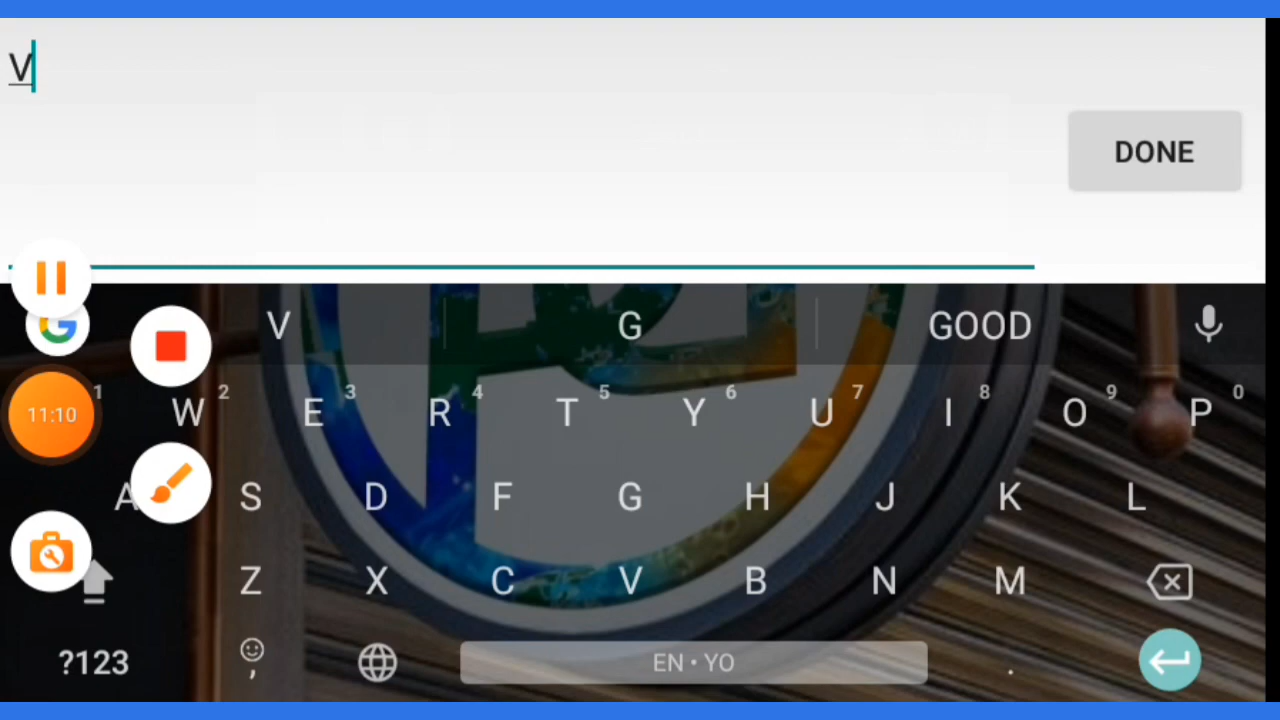 V
DONE
V G GOOD
11:10
1 2 3 4 5 6 7 8 9 0
W E R T Y U I O P
A S D F G H J K L
Z X C V B N M
?123 , EN • YO .